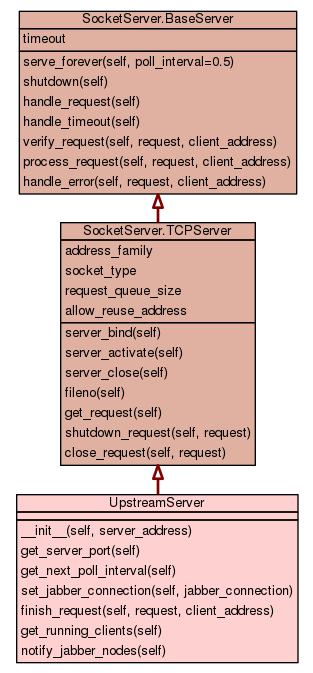 SocketServer.BaseServer
timeout
serve_forever(self, poll_interval=0.5)
shutdown(self)
handle_request(self)
handle_timeout(self)
verify_request(self, request, client_address)
process_request(self, request, client_address)
handle_error(self, request, client_address)
SocketServer.TCPServer
address_family
socket_type
request_queue_size
allow_reuse_address
server_bind(self)
server_activate(self)
server_close(self)
fileno(self)
get_request(self)
shutdown_request(self, request)
close_request(self, request)
UpstreamServer
__init__(self, server_address)
get_server_port(self)
get_next_poll_interval(self)
set_jabber_connection(self, jabber_connection)
finish_request(self, request, client_address)
get_running_clients(self)
notify_jabber_nodes(self)